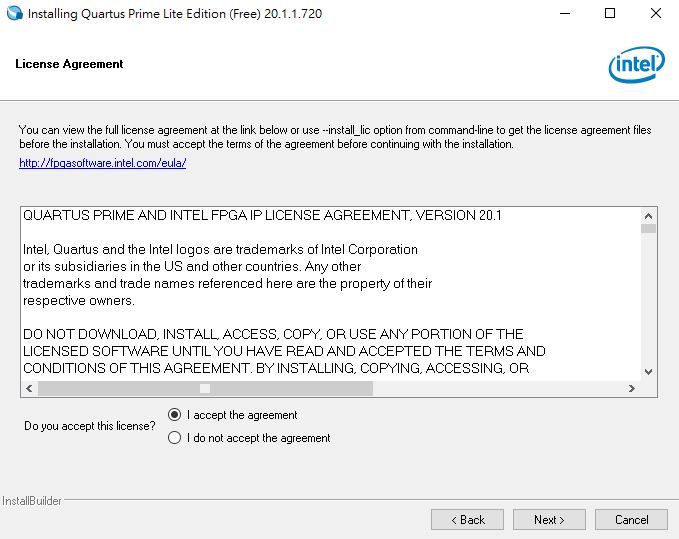 Installing Quartus Prime Lite Edition (Free) 20.1.1.720
License Agreement
intel
You can view the full license agreement at the link below or use --install_lic option from command-line to get the license agreement files
before the installation. You must accept the terms of the agreement before continuing with the installation.
http://fpgasoftware.intel.com/eula/
QUARTUS PRIME AND INTEL FPGA IP LICENSE AGREEMENT, VERSION 20.1
Intel, Quartus and the Intel logos are trademarks of Intel Corporation
or its subsidiaries in the US and other countries. Any other
trademarks and trade names referenced here are the property of their
respective owners.
DO NOT DOWNLOAD, INSTALL, ACCESS, COPY, OR USE ANY PORTION OF THE
LICENSED SOFTWARE UNTIL YOU HAVE READ AND ACCEPTED THE TERMS AND
CONDITIONS OF THIS AGREEMENT. BY INSTALLING, COPYING, ACCESSING, OR
Do you accept this license?
I accept the agreement
I do not accept the agreement
InstallBuilder
< Back
Next >
Cancel